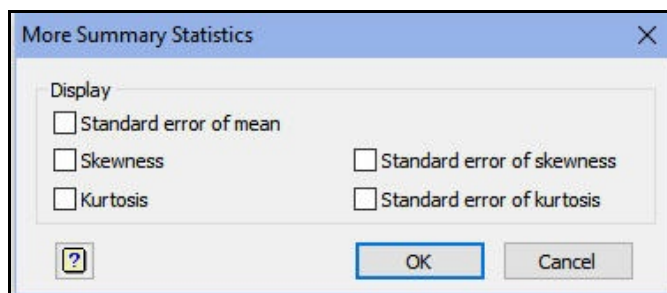 More Summary Statistics
Display
Standard error of mean
Skewness Standard error of skewness
Kurtosis Standard error of kurtosis
? OK Cancel